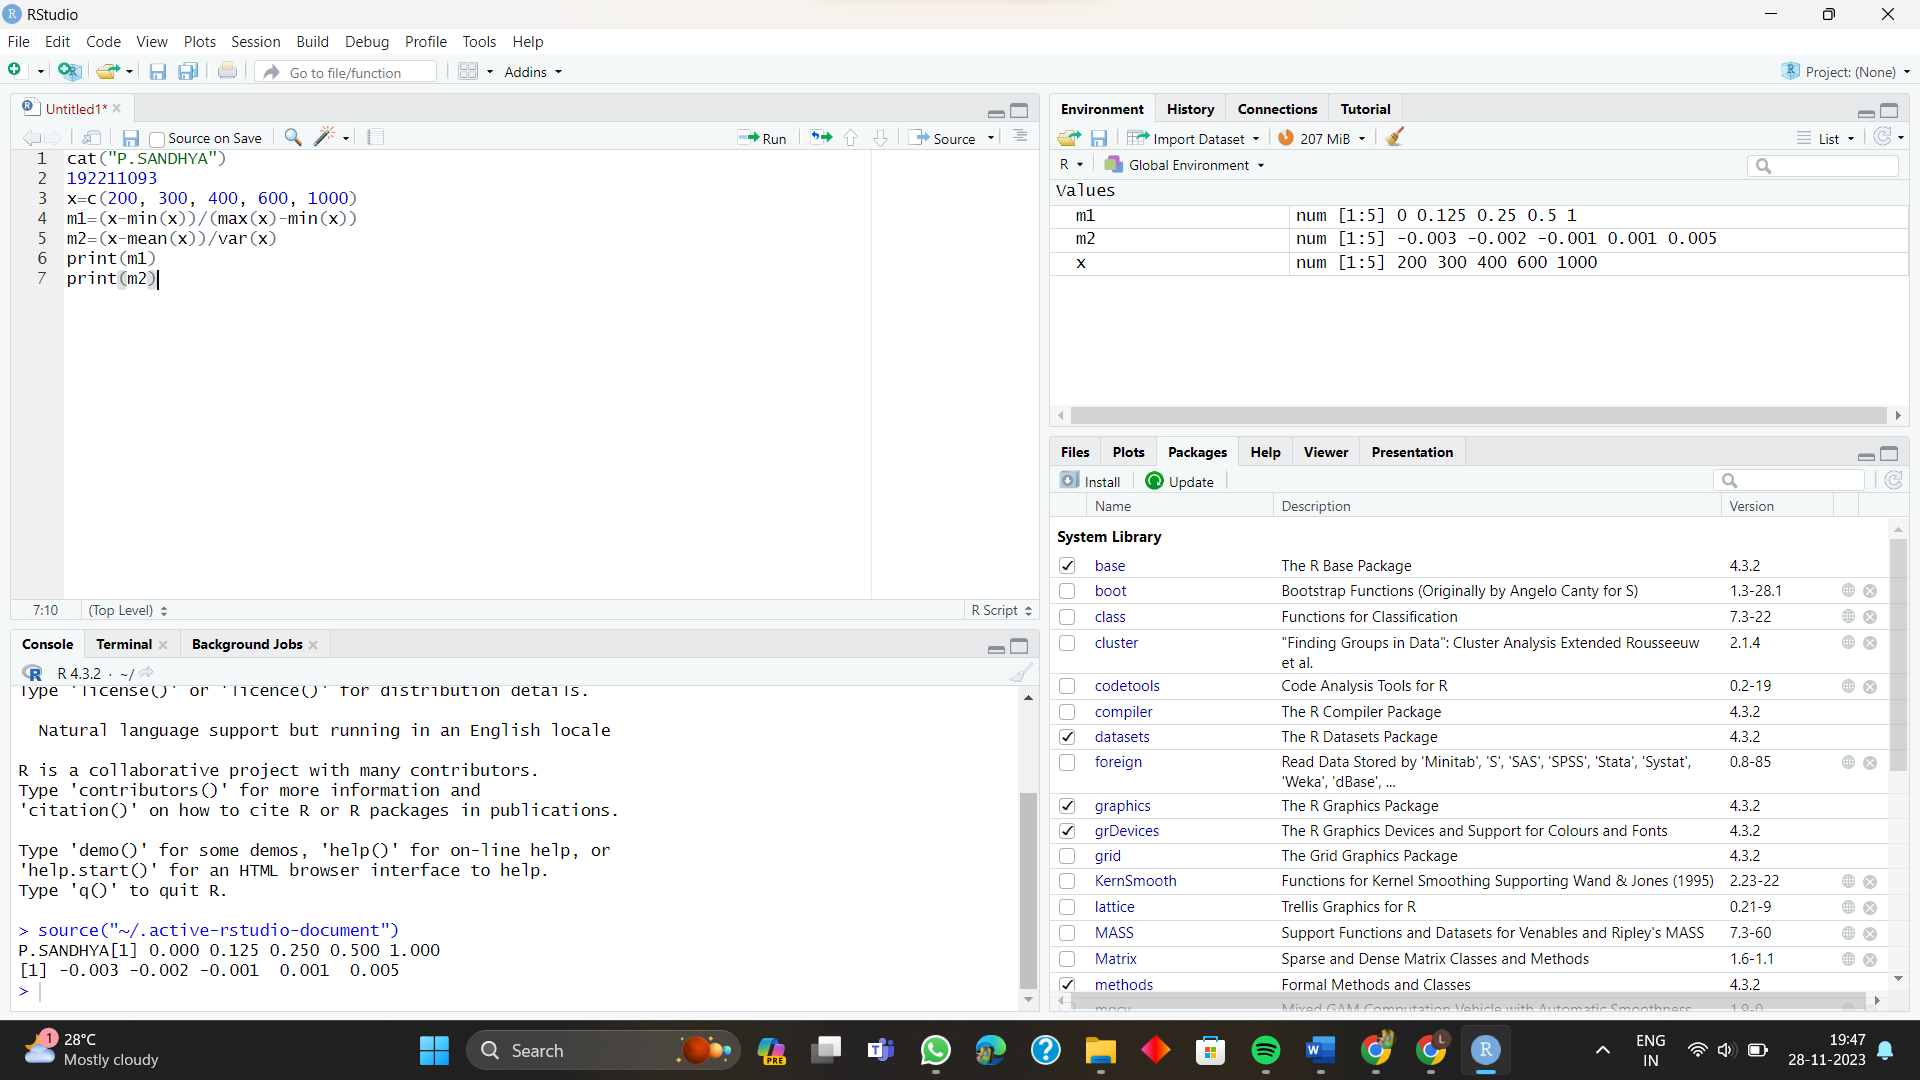 RStudio
File Edit Code View Plots Session Build Debug Profile Tools Help
Go to file/function Addins Project: (None)
Untitled1*
Source on Save Run Source
1 cat("P.SANDHYA")
2 192211093
3 x=c(200, 300, 400, 600, 1000)
4 m1=(x-min(x))/(max(x)-min(x))
5 m2=(x-mean(x))/var(x)
6 print(m1)
7 print(m2)
7:10 (Top Level) R Script
Console Terminal Background Jobs
R 4.3.2 · ~/
Type 'license()' or 'licence()' for distribution details.
Natural language support but running in an English locale
R is a collaborative project with many contributors.
Type 'contributors()' for more information and
'citation()' on how to cite R or R packages in publications.
Type 'demo()' for some demos, 'help()' for on-line help, or
'help.start()' for an HTML browser interface to help.
Type 'q()' to quit R.
> source("~/.active-rstudio-document")
P.SANDHYA[1] 0.000 0.125 0.250 0.500 1.000
[1] -0.003 -0.002 -0.001 0.001 0.005
>
Environment History Connections Tutorial
Import Dataset 207 MiB List
R Global Environment
Values
m1 num [1:5] 0 0.125 0.25 0.5 1
m2 num [1:5] -0.003 -0.002 -0.001 0.001 0.005
x num [1:5] 200 300 400 600 1000
Files Plots Packages Help Viewer Presentation
Install Update
Name Description Version
System Library
base The R Base Package 4.3.2
boot Bootstrap Functions (Originally by Angelo Canty for S) 1.3-28.1
class Functions for Classification 7.3-22
cluster "Finding Groups in Data": Cluster Analysis Extended Rousseeuw 2.1.4
et al.
codetools Code Analysis Tools for R 0.2-19
compiler The R Compiler Package 4.3.2
datasets The R Datasets Package 4.3.2
foreign Read Data Stored by 'Minitab', 'S', 'SAS', 'SPSS', 'Stata', 'Systat', 0.8-85
'Weka', 'dBase', ...
graphics The R Graphics Package 4.3.2
grDevices The R Graphics Devices and Support for Colours and Fonts 4.3.2
grid The Grid Graphics Package 4.3.2
KernSmooth Functions for Kernel Smoothing Supporting Wand & Jones (1995) 2.23-22
lattice Trellis Graphics for R 0.21-9
MASS Support Functions and Datasets for Venables and Ripley's MASS 7.3-60
Matrix Sparse and Dense Matrix Classes and Methods 1.6-1.1
methods Formal Methods and Classes 4.3.2
mgcv Mixed GAM Computation Vehicle with Automatic Smoothness 1.9-0
1 28°C
Mostly cloudy
Search
PRE
L
R
ENG
IN
19:47
28-11-2023